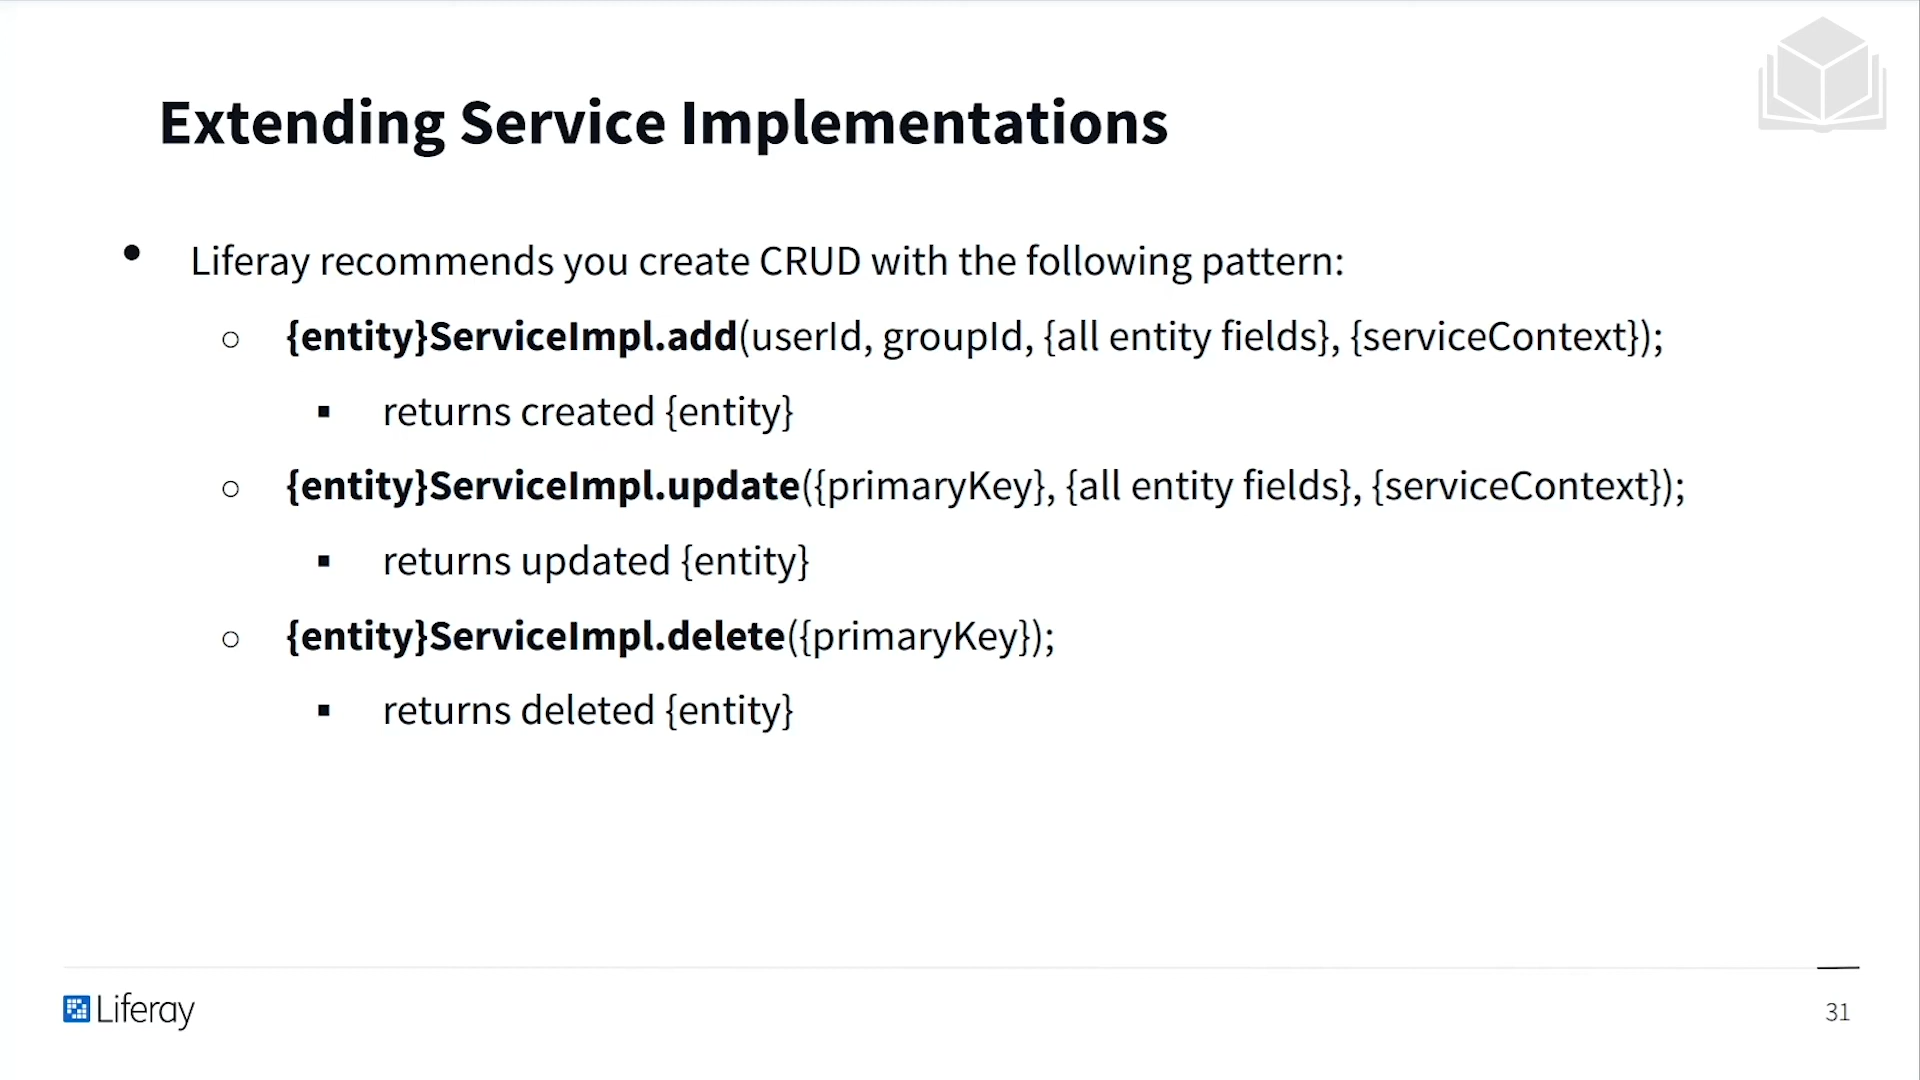 Extending Service Implementations
• Liferay recommends you create CRUD with the following pattern:
○ {entity}ServiceImpl.add(userId, groupId, {all entity fields}, {serviceContext});
▪ returns created {entity}
○ {entity}ServiceImpl.update({primaryKey}, {all entity fields}, {serviceContext});
▪ returns updated {entity}
○ {entity}ServiceImpl.delete({primaryKey});
▪ returns deleted {entity}
Liferay
31